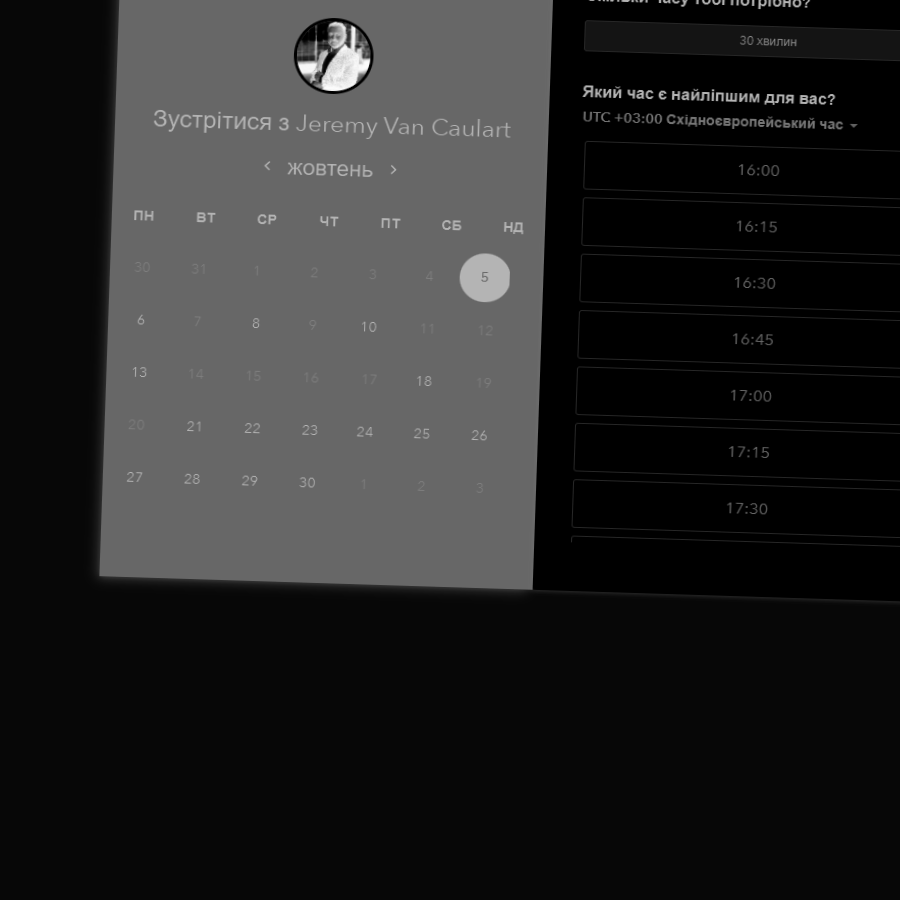 Зустрітися з Jeremy Van Caulart
жовтень
ПН ВТ СР ЧТ ПТ СБ НД
30 31 1 2 3 4 5
6 7 8 9 10 11 12
13 14 15 16 17 18 19
20 21 22 23 24 25 26
27 28 29 30 1 2 3
потрібно?
30 хвилин
Який час є найліпшим для вас?
UTC +03:00 Східноєвропейський час
16:00
16:15
16:30
16:45
17:00
17:15
17:30